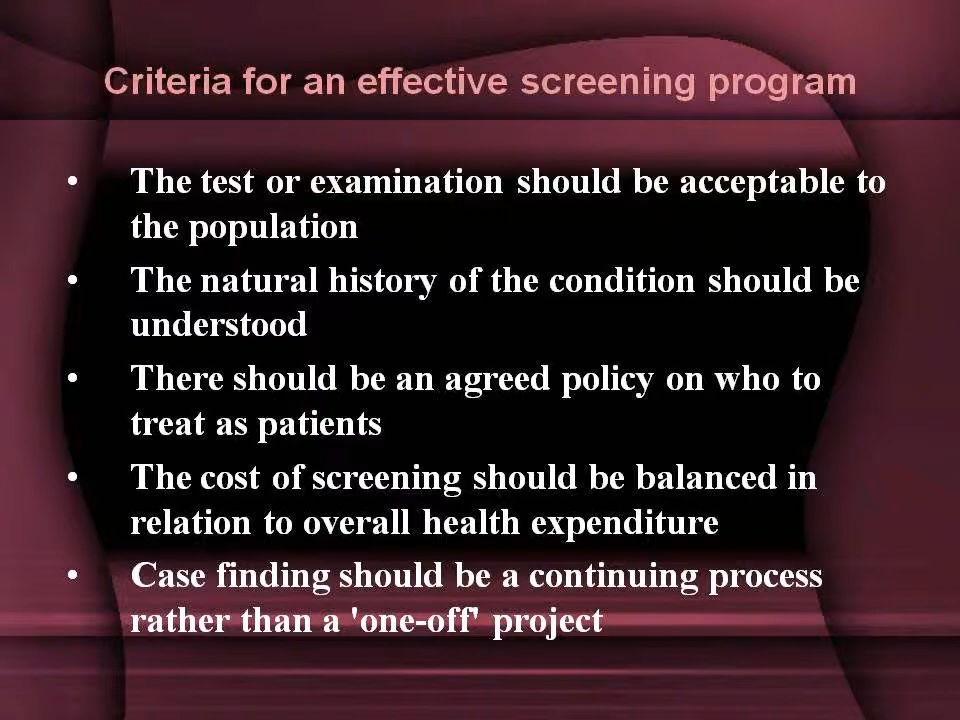 Criteria for an effective screening program
• The test or examination should be acceptable to
the population
• The natural history of the condition should be
understood
• There should be an agreed policy on who to
treat as patients
• The cost of screening should be balanced in
relation to overall health expenditure
• Case finding should be a continuing process
rather than a 'one-off' project